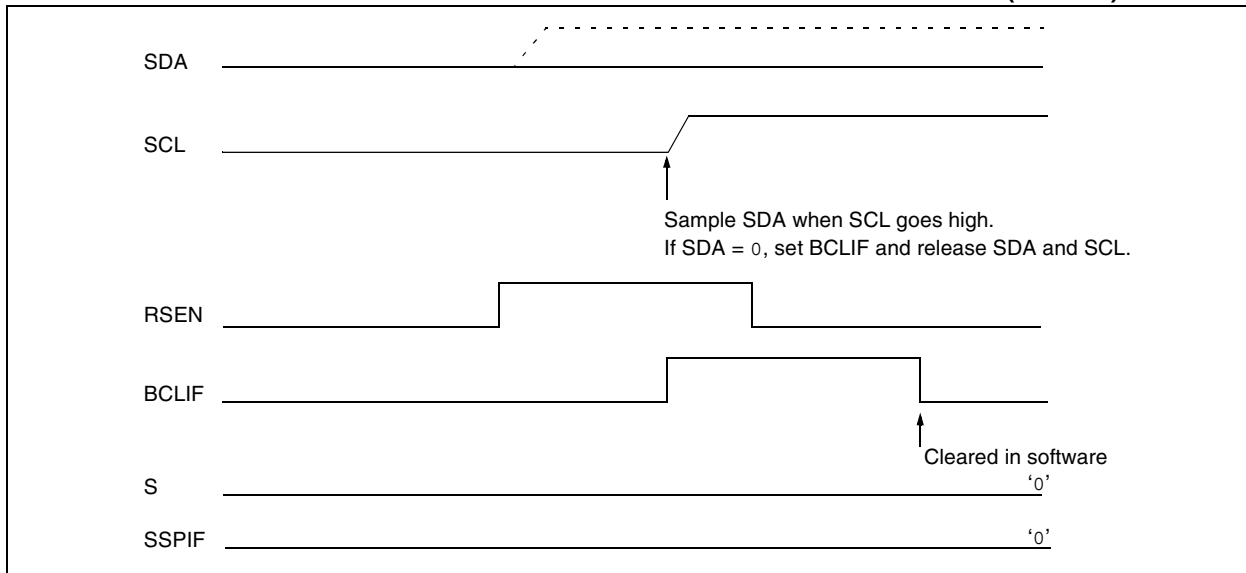 SDA
SCL
Sample SDA when SCL goes high.
If SDA = 0, set BCLIF and release SDA and SCL.
RSEN
BCLIF
Cleared in software
S
‘0’
SSPIF
‘0’